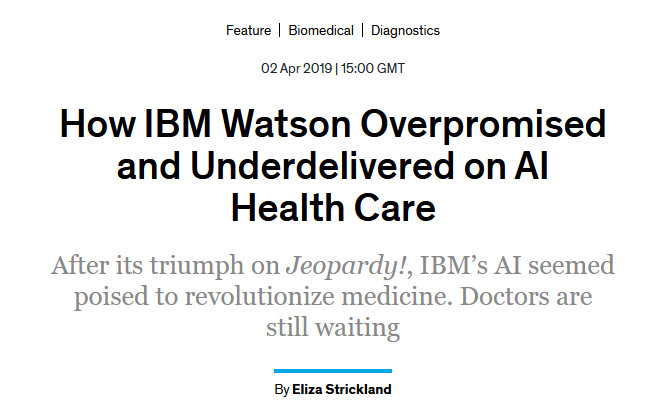 Feature | Biomedical | Diagnostics
02 Apr 2019 | 15:00 GMT
How IBM Watson Overpromised
and Underdelivered on AI
Health Care
After its triumph on Jeopardy!, IBM’s AI seemed
poised to revolutionize medicine. Doctors are
still waiting
By Eliza Strickland